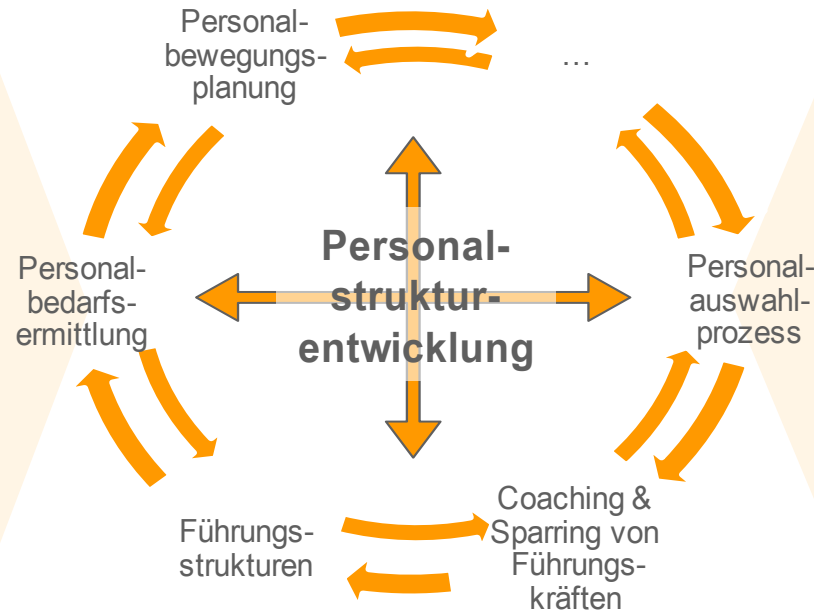 Personal-
bewegungs-
planung
…
Personal-
bedarfs-
ermittlung
Personal-
struktur-
entwicklung
Personal-
auswahl-
prozess
Führungs-
strukturen
Coaching &
Sparring von
Führungs-
kräften